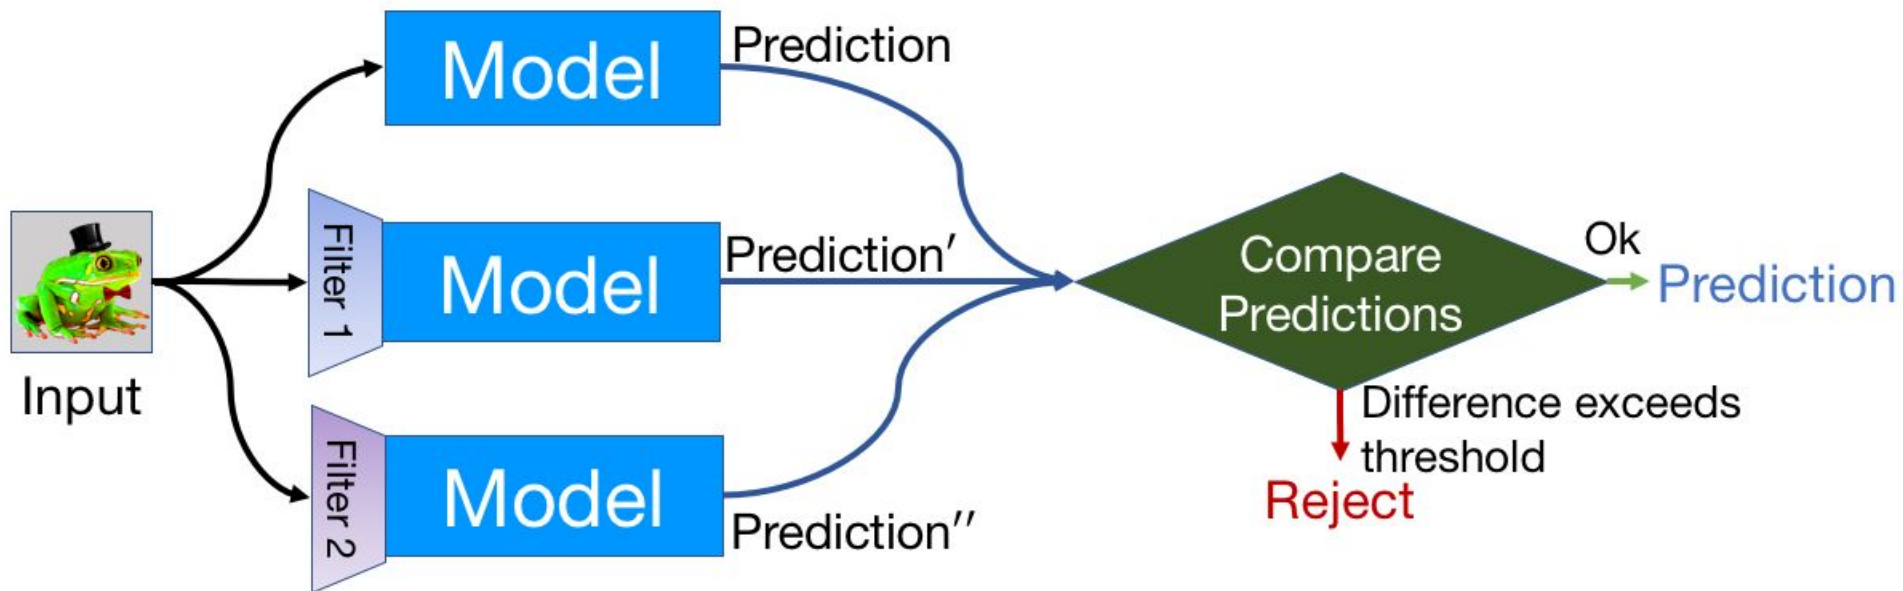 Input
Model
Prediction
Filter 1
Model
Prediction′
Filter 2
Model
Prediction′′
Compare
Predictions
Ok
Prediction
Difference exceeds
threshold
Reject